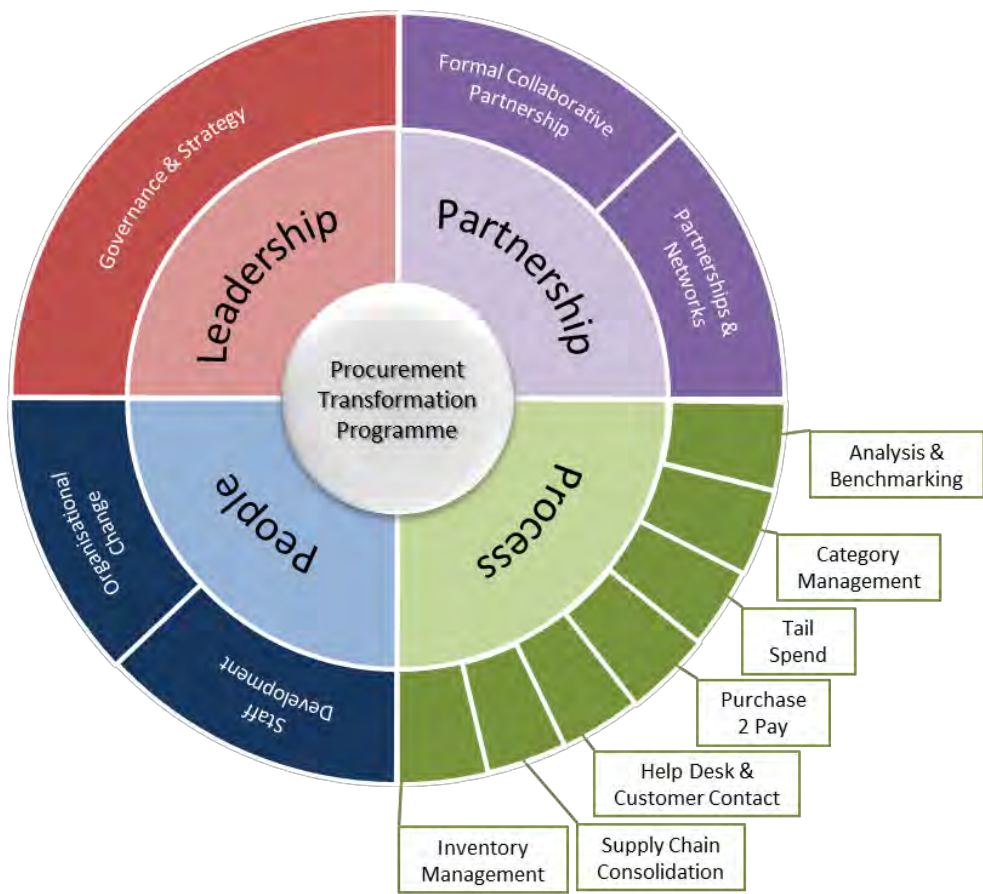 Governance & Strategy
Leadership
Formal Collaborative
Partnership
Partnerships &
Networks
Partnership
Procurement
Transformation
Programme
People
Organisational
Change
Staff
Development
Process
Analysis &
Benchmarking
Category
Management
Tail
Spend
Purchase
2 Pay
Help Desk &
Customer Contact
Supply Chain
Consolidation
Inventory
Management